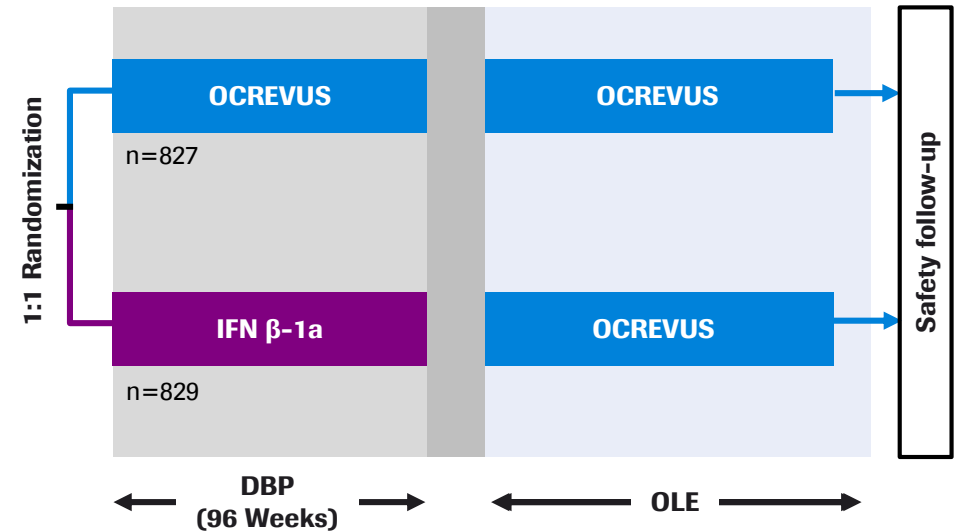 1:1 Randomization
OCREVUS
n=827
IFN β-1a
n=829
OCREVUS
OCREVUS
Safety follow-up
DBP
(96 Weeks)
OLE